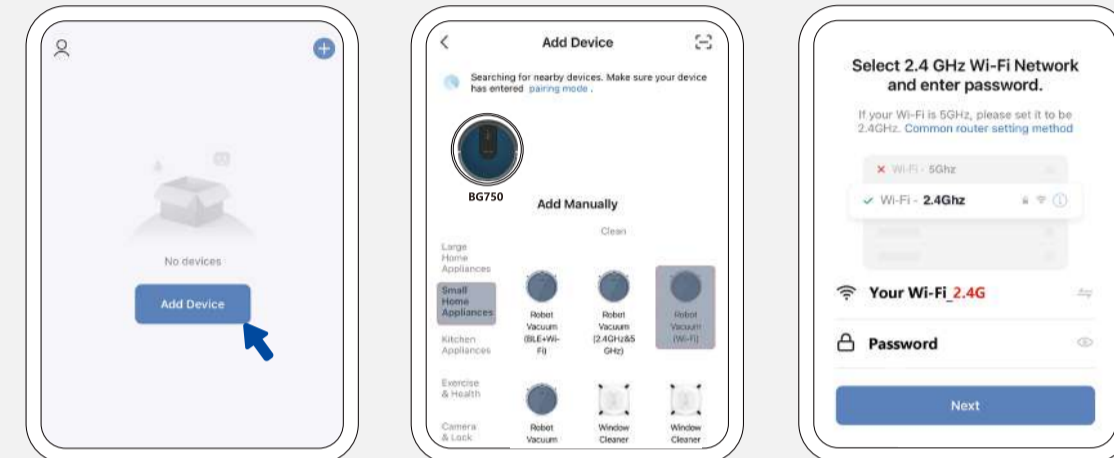 No devices
Add Device
Add Device
Searching for nearby devices. Make sure your device
has entered pairing mode .
BG750
Add Manually
Clean
Large
Home
Appliances
Small
Home
Appliances
Kitchen
Appliances
Exercise
& Health
Camera
& Lock
Robot
Vacuum
(BLE+Wi-
Fi)
Robot
Vacuum
(2.4GHz&5
GHz)
Robot
Vacuum
(Wi-Fi)
Robot
Vacuum
Window
Cleaner
Window
Cleaner
Select 2.4 GHz Wi-Fi Network
and enter password.
If your Wi-Fi is 5GHz, please set it to be
2.4GHz. Common router setting method
Wi-Fi - 5Ghz
Wi-Fi - 2.4Ghz
Your Wi-Fi_2.4G
Password
Next